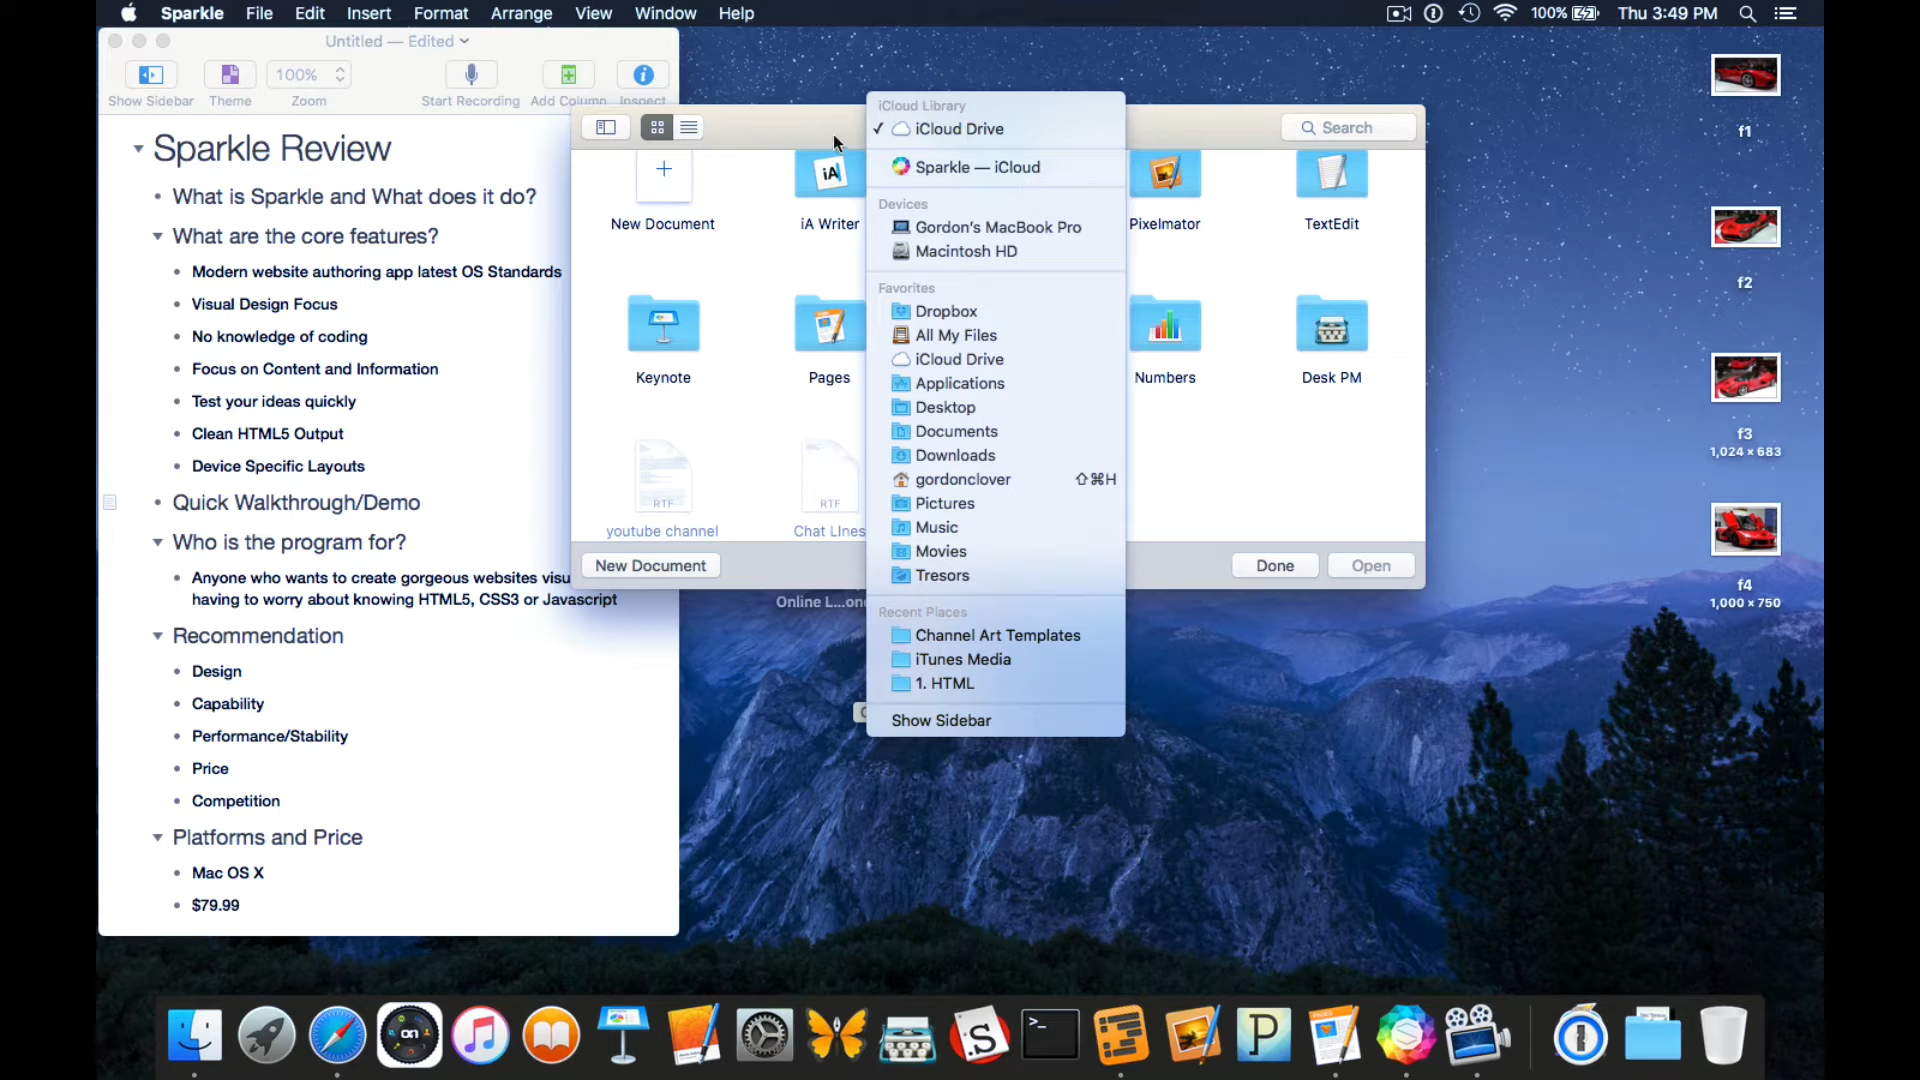 Sparkle File Edit Insert Format Arrange View Window Help
100% Thu 3:49 PM
Untitled — Edited
100%
Show Sidebar Theme Zoom Start Recording Add Column Inspect
Sparkle Review
What is Sparkle and What does it do?
What are the core features?
Modern website authoring app latest OS Standards
Visual Design Focus
No knowledge of coding
Focus on Content and Information
Test your ideas quickly
Clean HTML5 Output
Device Specific Layouts
Quick Walkthrough/Demo
Who is the program for?
Anyone who wants to create gorgeous websites visu
having to worry about knowing HTML5, CSS3 or Javascript
Recommendation
Design
Capability
Performance/Stability
Price
Competition
Platforms and Price
Mac OS X
$79.99
Search
iA
New Document iA Writer Pixelmator TextEdit
Keynote Pages Numbers Desk PM
RTF RTF
youtube channel Chat LInes
New Document Done Open
Online L...on
iCloud Library
✓ iCloud Drive
Sparkle — iCloud
Devices
Gordon's MacBook Pro
Macintosh HD
Favorites
Dropbox
All My Files
iCloud Drive
Applications
Desktop
Documents
Downloads
gordonclover ⇧⌘H
Pictures
Music
Movies
Tresors
Recent Places
Channel Art Templates
iTunes Media
1. HTML
Show Sidebar
f1
f2
f3
1,024 × 683
f4
1,000 × 750
on
S
>_
PAGES
P